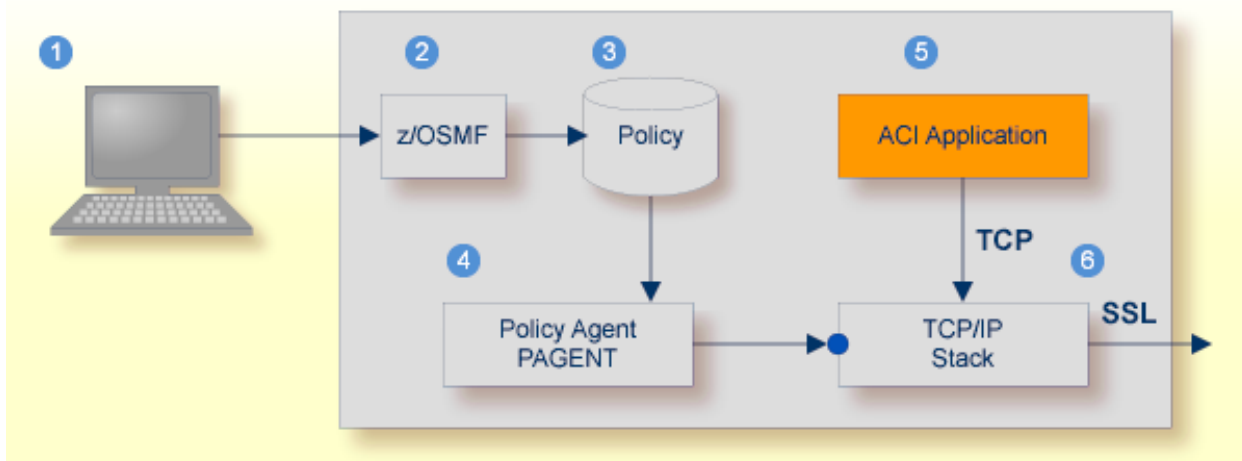 1
2
3
5
z/OSMF
Policy
ACI Application
TCP
4
6
Policy Agent
PAGENT
TCP/IP
Stack
SSL